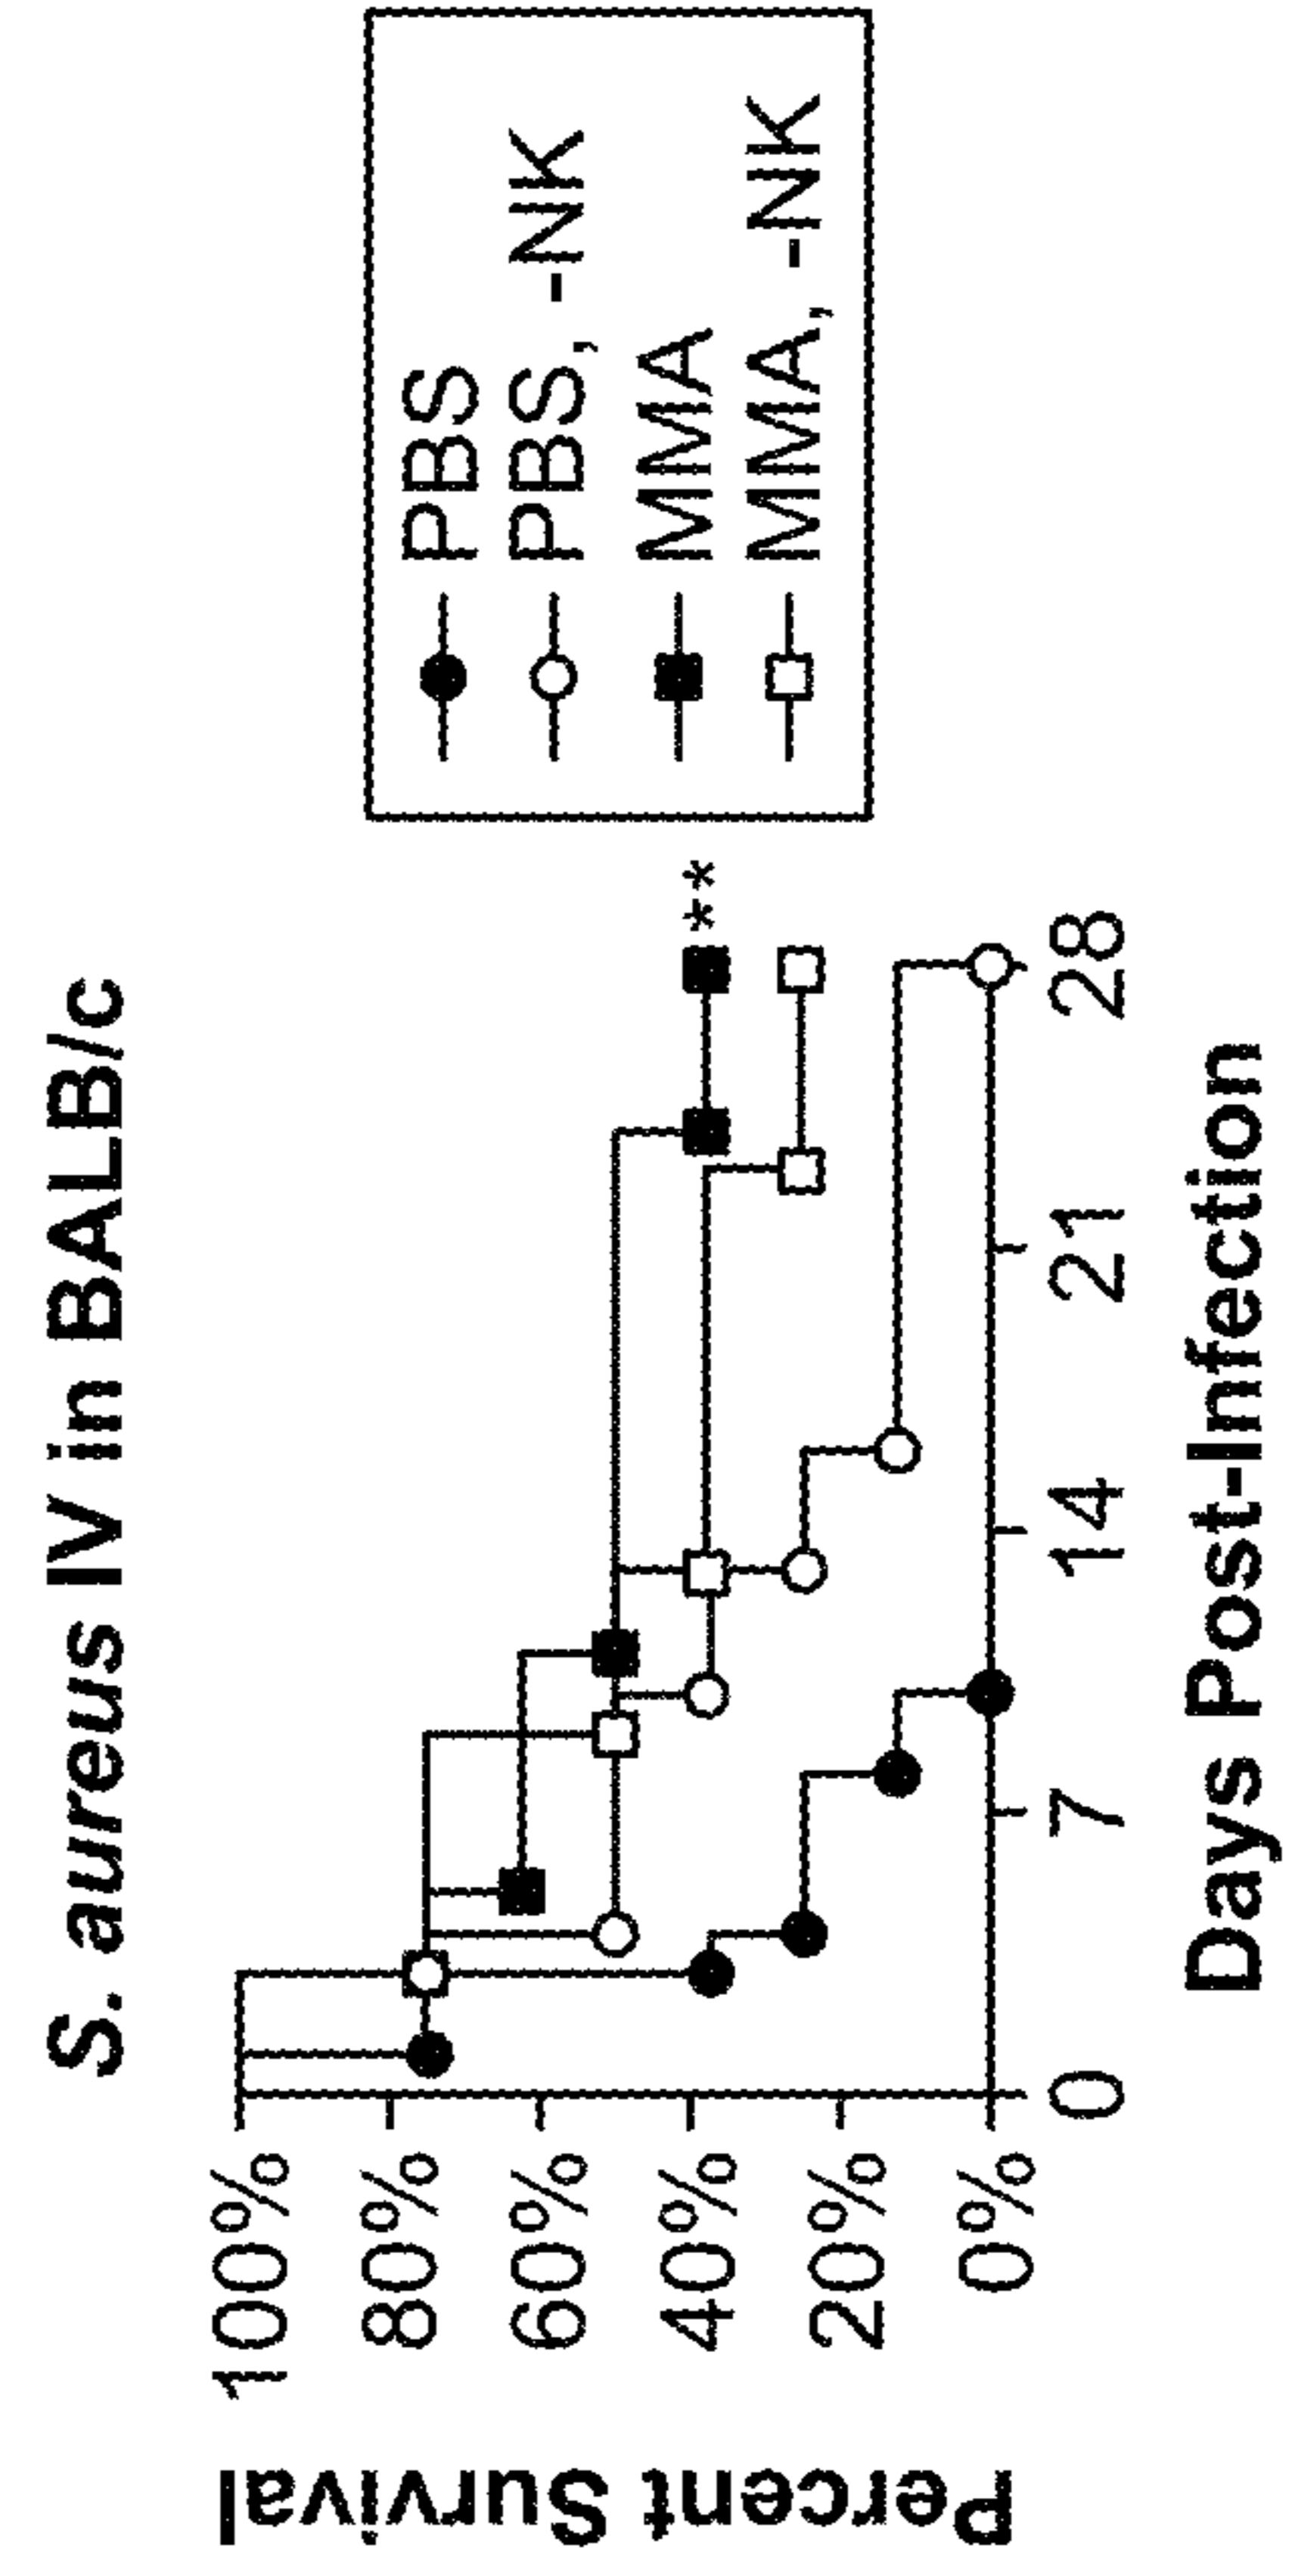 S. aureus IV in BALB/c
Percent Survival
100%
80%
60%
40%
20%
0%
0
7
14
21
28
Days Post-Infection
**
PBS
PBS, -NK
MMA
MMA, -NK